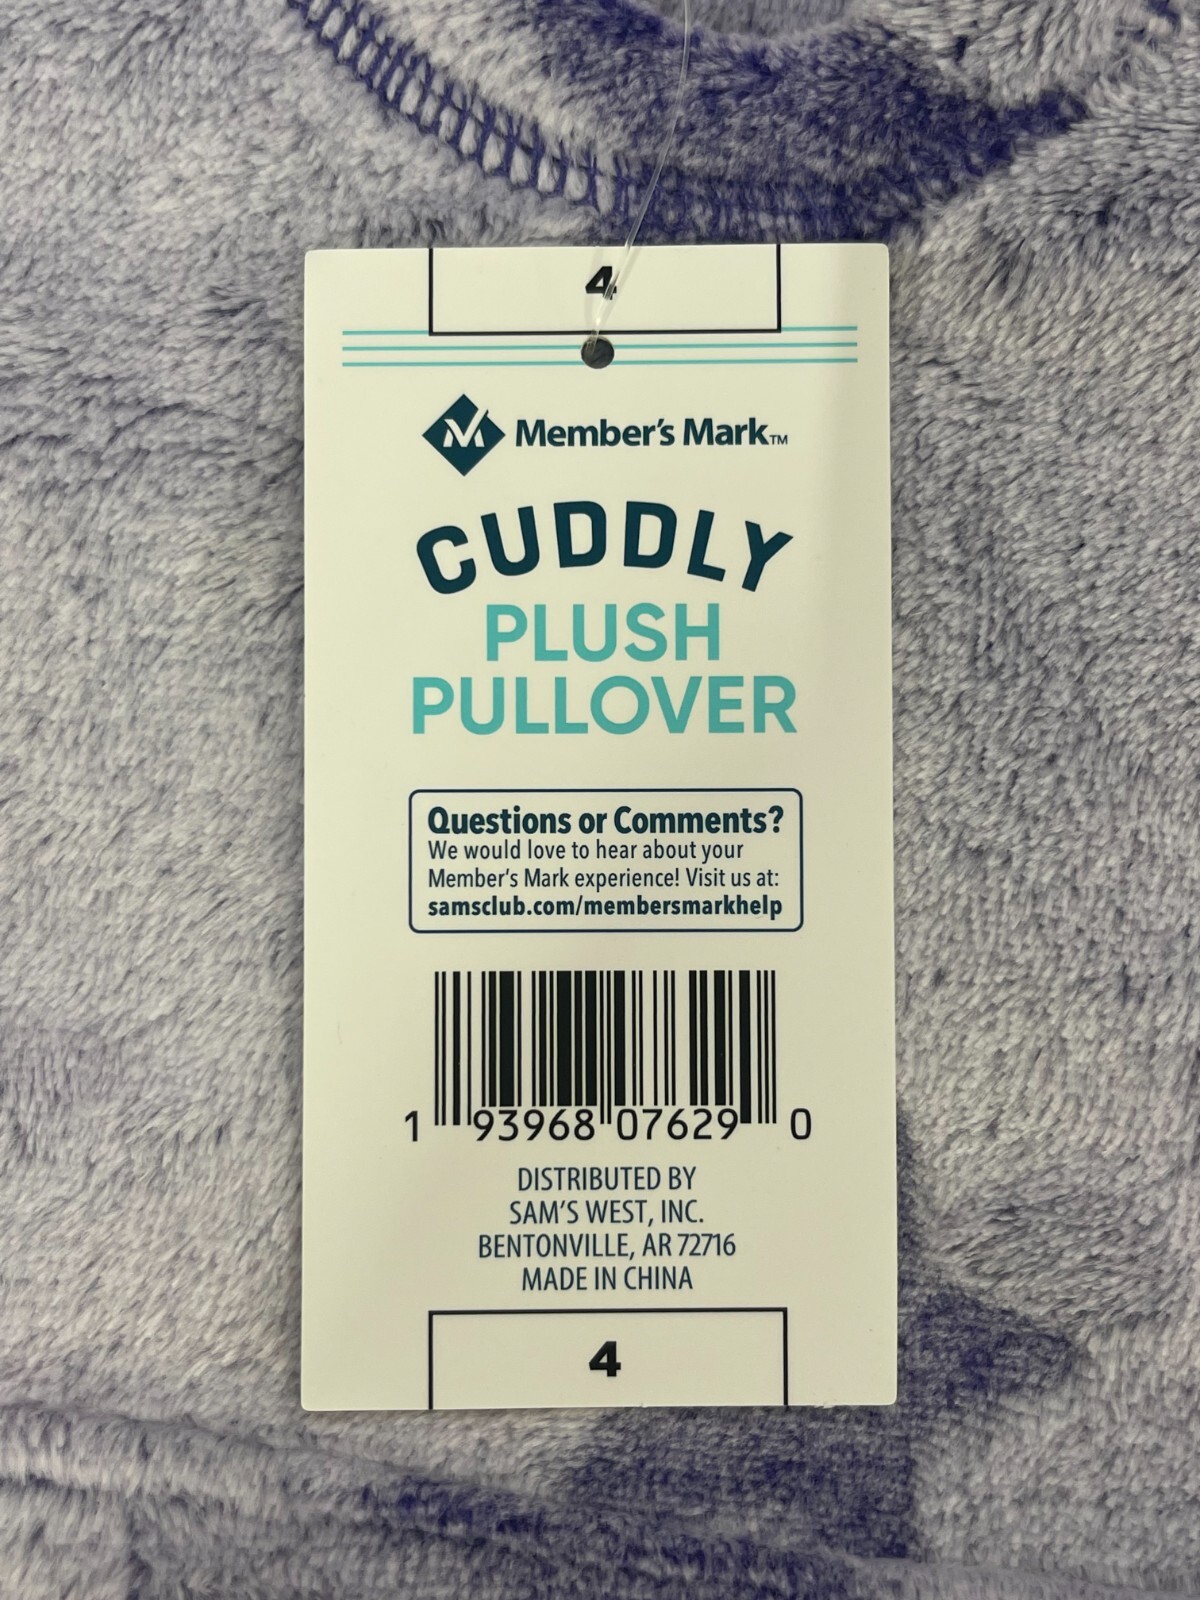 4
Member's Mark™
CUDDLY
PLUSH
PULLOVER
Questions or Comments?
We would love to hear about your
Member's Mark experience! Visit us at:
samsclub.com/membersmarkhelp
1 93968 07629 0
DISTRIBUTED BY
SAM'S WEST, INC.
BENTONVILLE, AR 72716
MADE IN CHINA
4